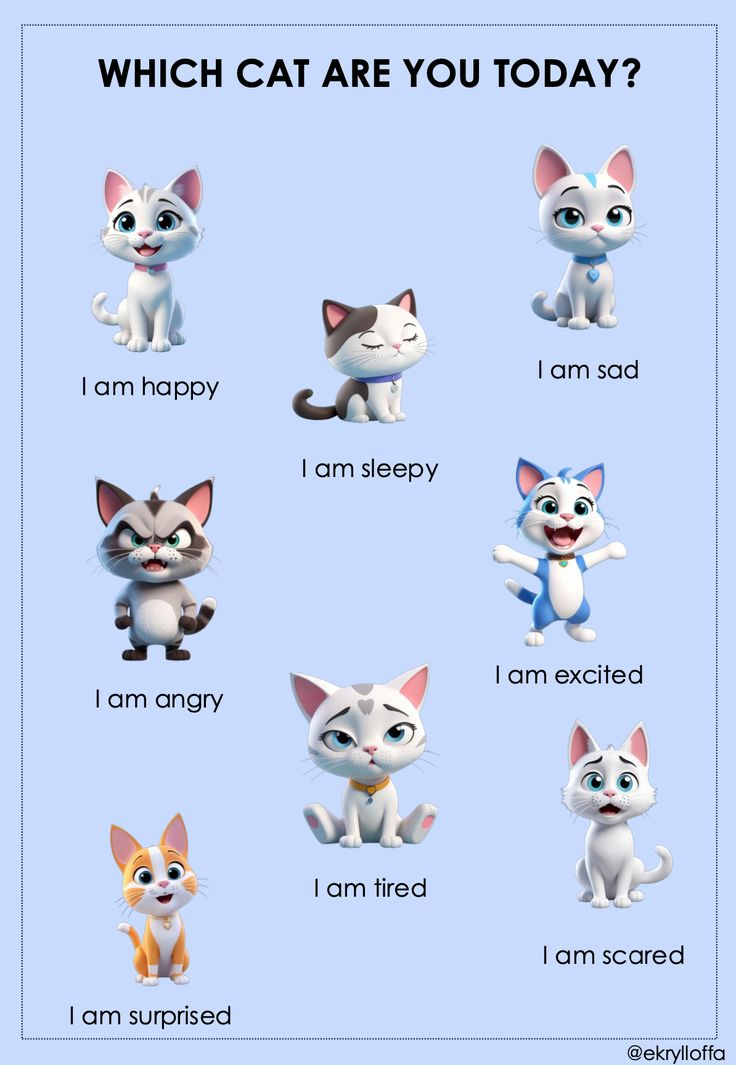 WHICH CAT ARE YOU TODAY?
I am happy
I am sad
I am sleepy
I am angry
I am excited
I am tired
I am scared
I am surprised
@ekrylloffa